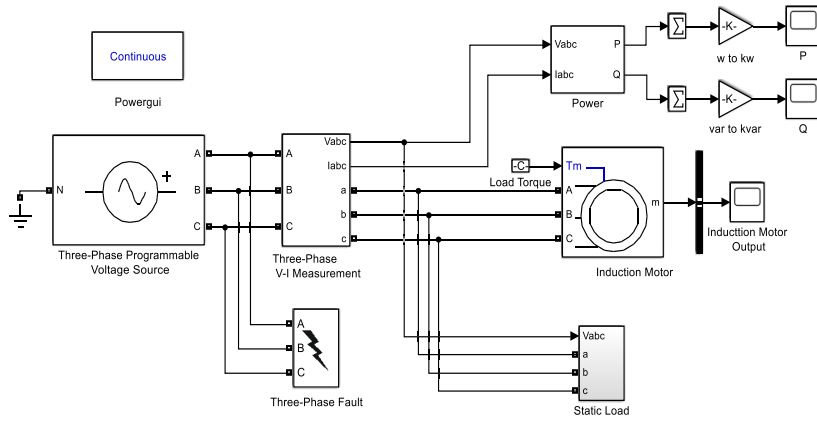 Continuous
Powergui
Vabc
Iabc
P
Q
Power
-K-
w to kw
P
-K-
var to kvar
Q
N
A
B
C
Three-Phase Programmable
Voltage Source
A
B
C
Vabc
Iabc
a
b
c
Three-Phase
V-I Measurement
-C-
Load Torque
Tm
A
B
C
m
Induction Motor
Inducttion Motor
Output
A
B
C
Three-Phase Fault
Vabc
a
b
c
Static Load